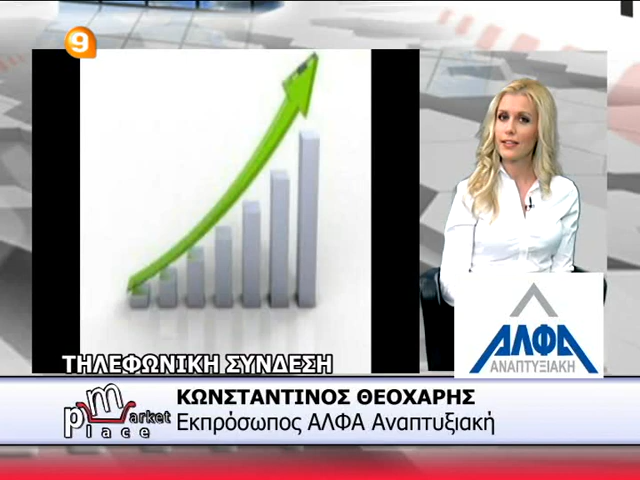 9
ΑΛΦΑ
ΑΝΑΠΤΥΞΙΑΚΗ
ΤΗΛΕΦΩΝΙΚΗ ΣΥΝΔΕΣΗ
ΚΩΝΣΤΑΝΤΙΝΟΣ ΘΕΟΧΑΡΗΣ
Εκπρόσωπος ΑΛΦΑ Αναπτυξιακή
market
place